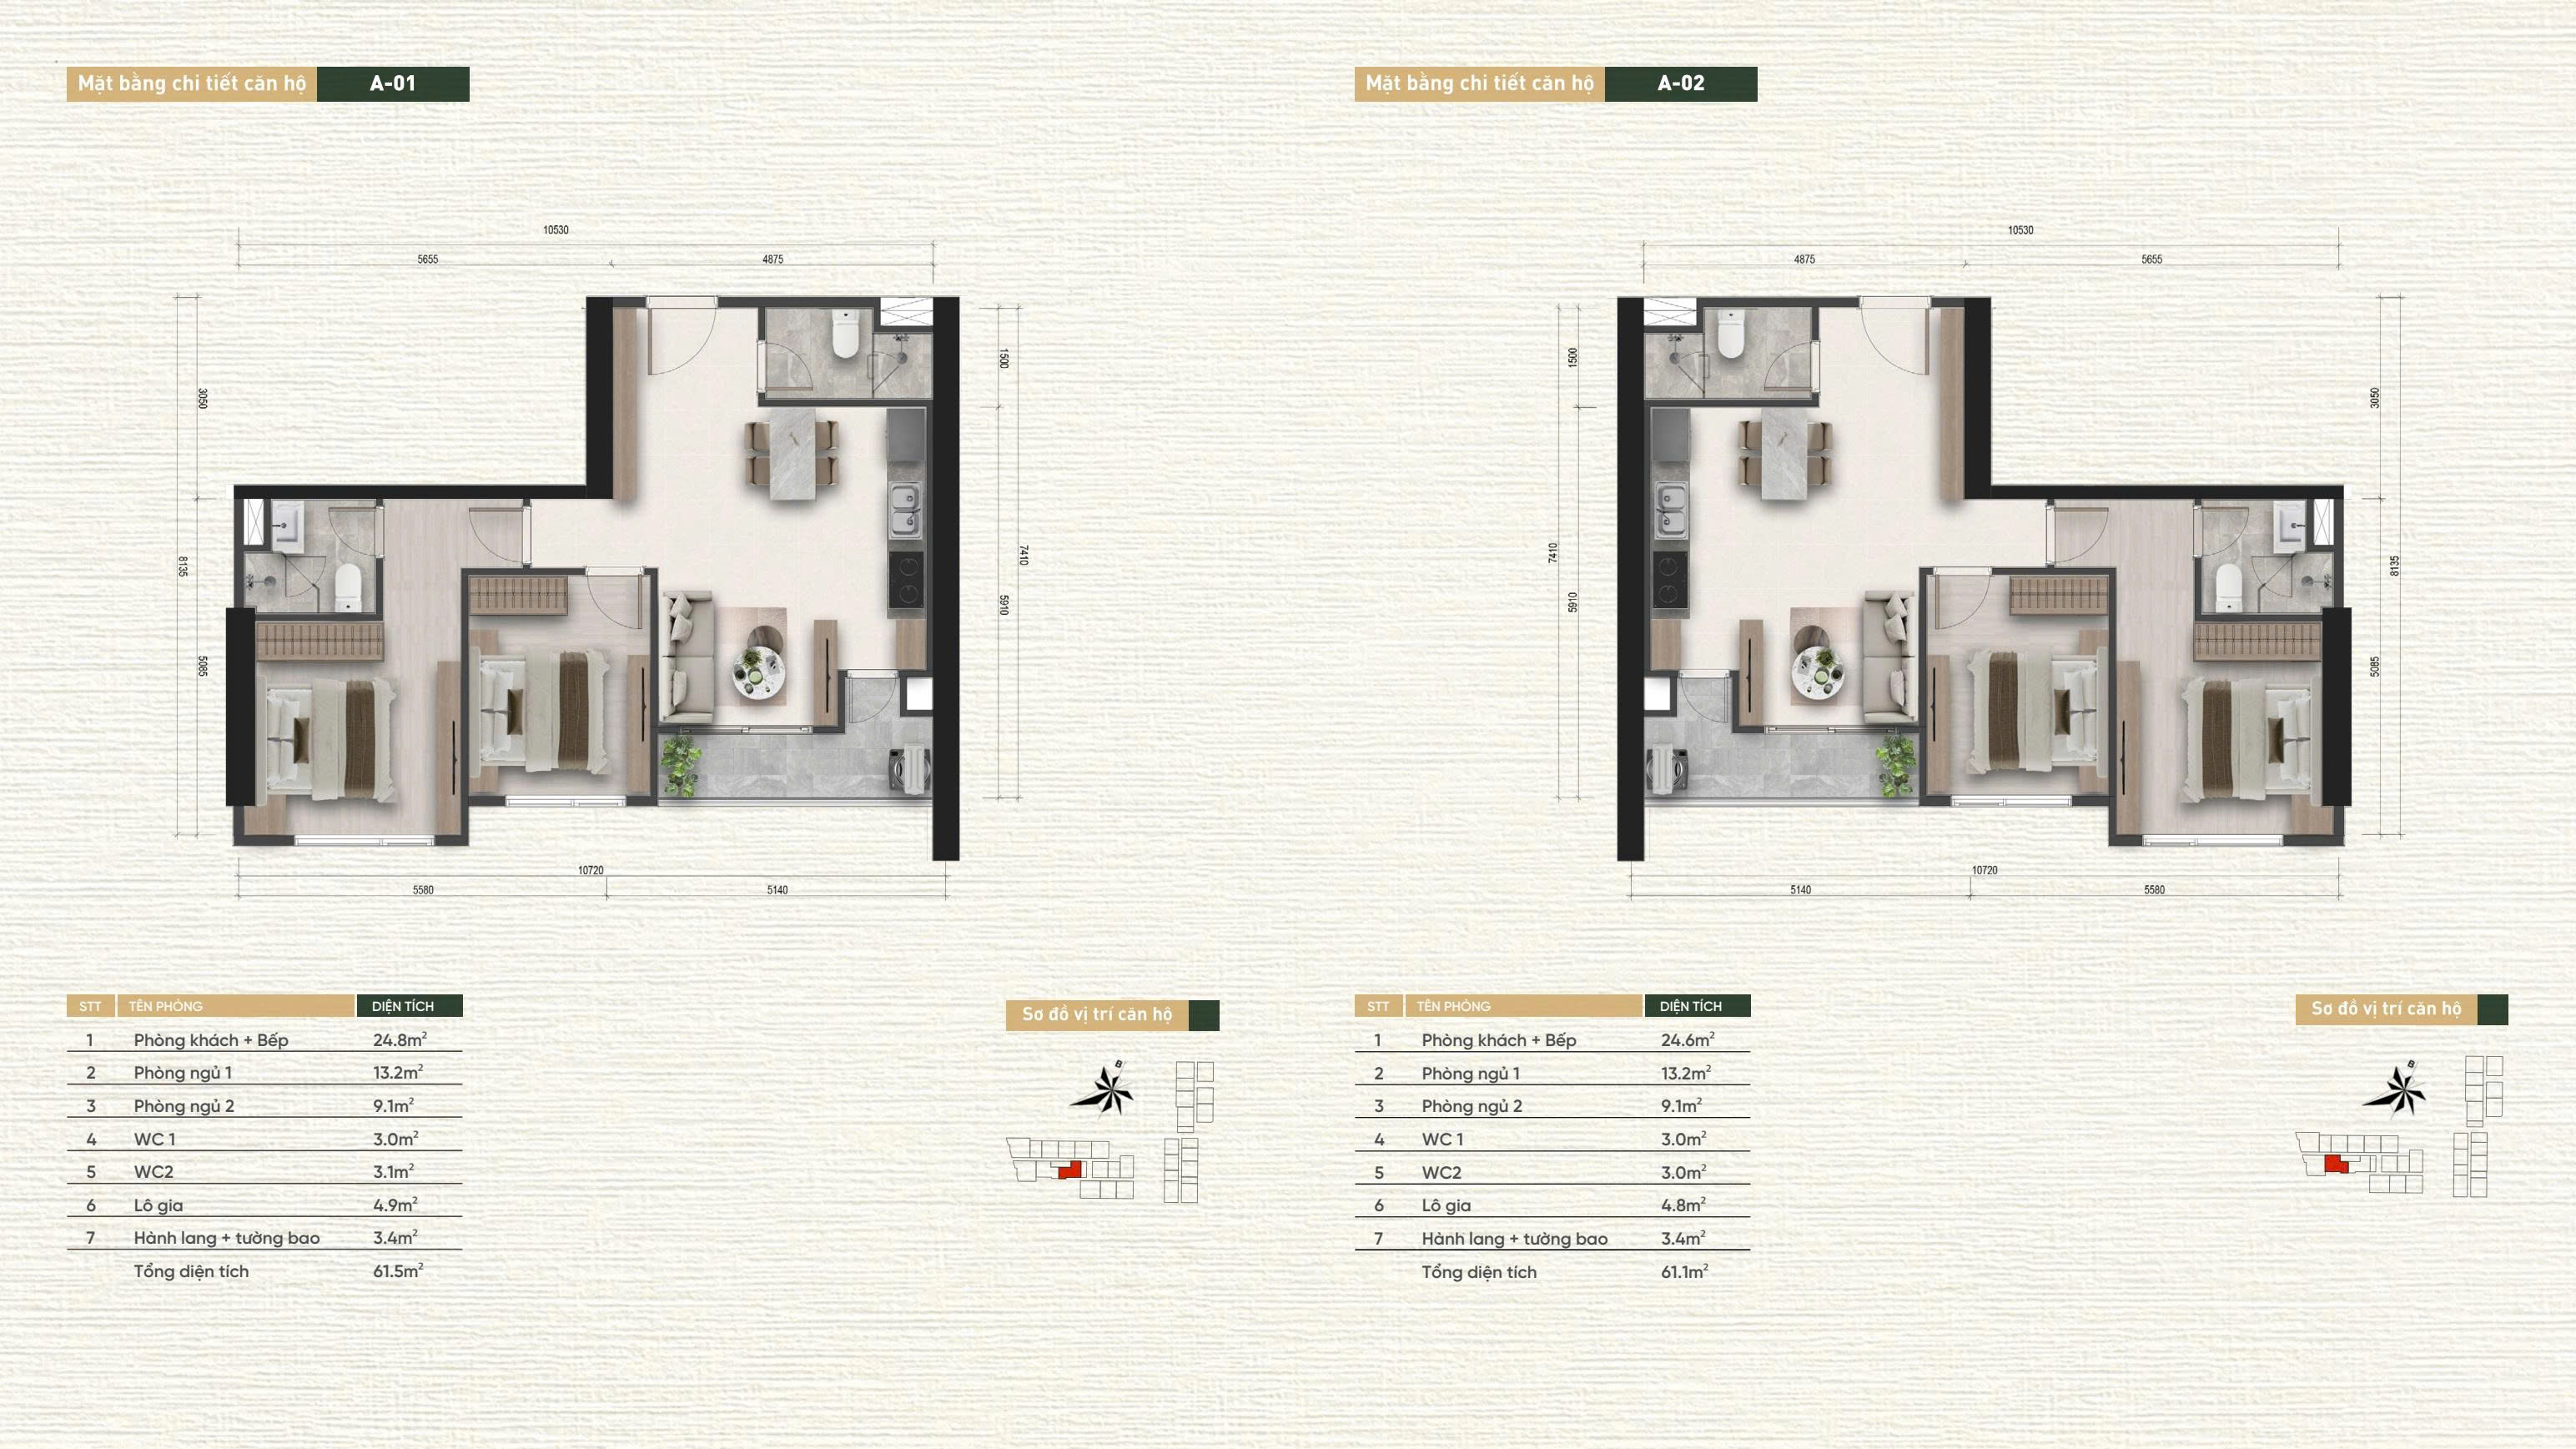 Mặt bằng chi tiết căn hộ A-01
10530
5655 4875
3050
8135
5085
1500
7410
5910
10720
5580 5140
STT TÊN PHÒNG DIỆN TÍCH
1 Phòng khách + Bếp 24.8m²
2 Phòng ngủ 1 13.2m²
3 Phòng ngủ 2 9.1m²
4 WC 1 3.0m²
5 WC2 3.1m²
6 Lô gia 4.9m²
7 Hành lang + tường bao 3.4m²
Tổng diện tích 61.5m²
Sơ đồ vị trí căn hộ
B
Mặt bằng chi tiết căn hộ A-02
10530
4875 5655
1500
7410
5910
3050
8135
5085
10720
5140 5580
STT TÊN PHÒNG DIỆN TÍCH
1 Phòng khách + Bếp 24.6m²
2 Phòng ngủ 1 13.2m²
3 Phòng ngủ 2 9.1m²
4 WC 1 3.0m²
5 WC2 3.0m²
6 Lô gia 4.8m²
7 Hành lang + tường bao 3.4m²
Tổng diện tích 61.1m²
Sơ đồ vị trí căn hộ
B